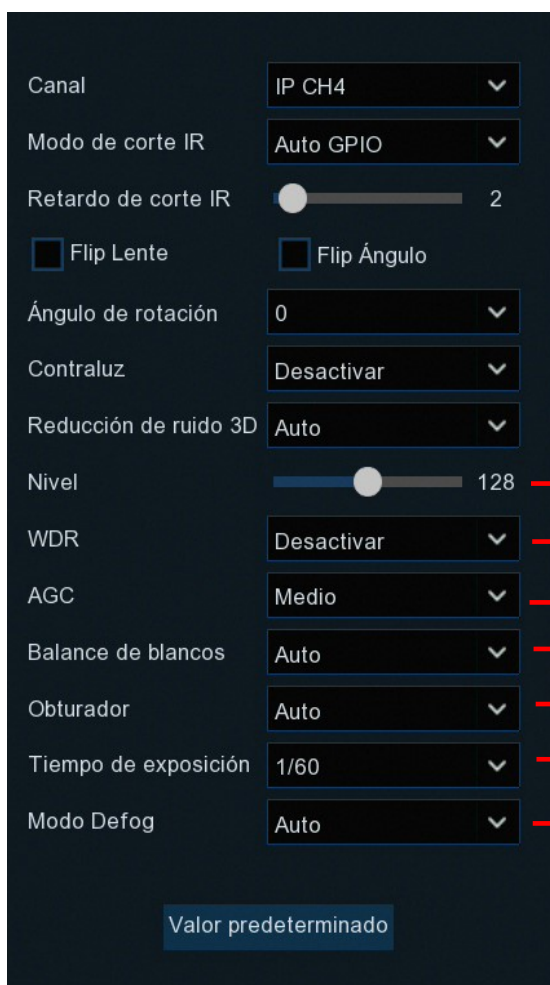 Canal IP CH4
Modo de corte IR Auto GPIO
Retardo de corte IR 2
Flip Lente Flip Ángulo
Ángulo de rotación 0
Contraluz Desactivar
Reducción de ruido 3D Auto
Nivel 128
WDR Desactivar
AGC Medio
Balance de blancos Auto
Obturador Auto
Tiempo de exposición 1/60
Modo Defog Auto
Valor predeterminado